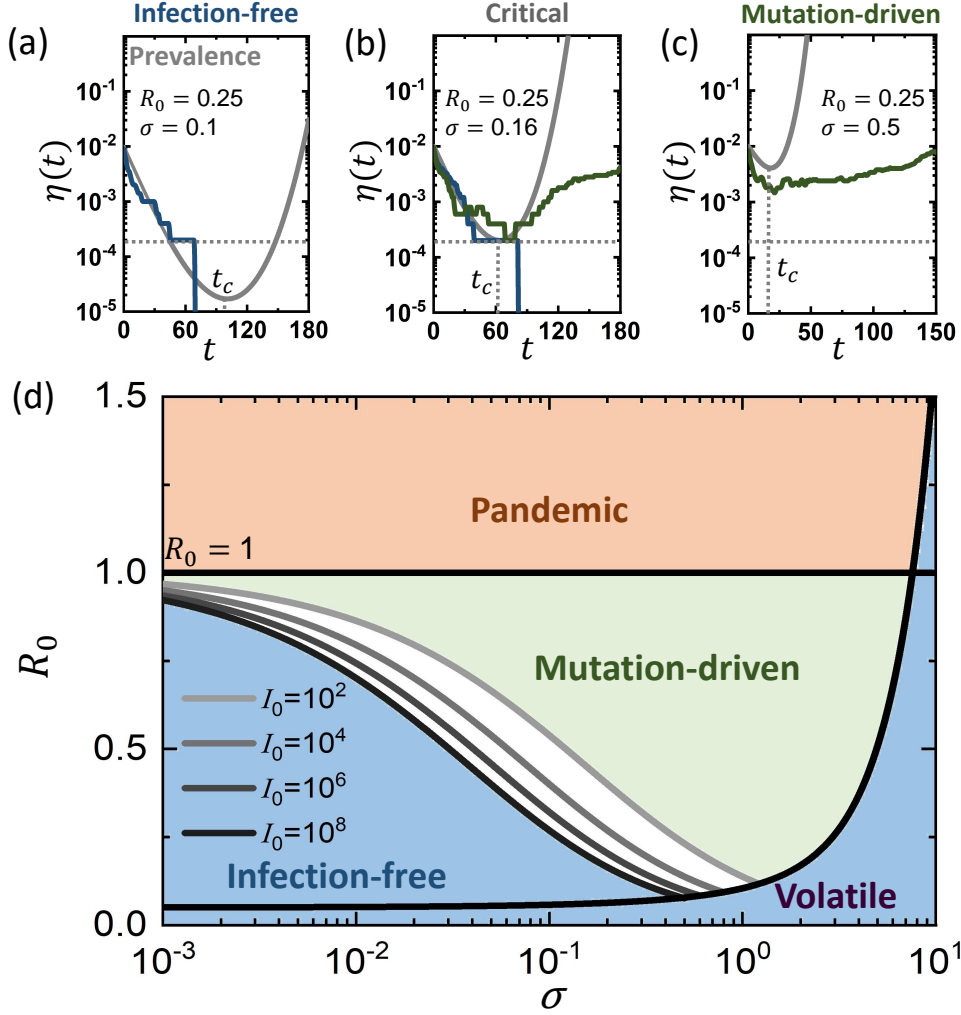 Infection-free
Critical
Mutation-driven
(a)
(b)
(c)
Prevalence
R₀ = 0.25
σ = 0.1
R₀ = 0.25
σ = 0.16
R₀ = 0.25
σ = 0.5
η(t)
η(t)
η(t)
10⁻¹
10⁻²
10⁻³
10⁻⁴
10⁻⁵
10⁻¹
10⁻²
10⁻³
10⁻⁴
10⁻⁵
10⁻¹
10⁻²
10⁻³
10⁻⁴
10⁻⁵
t_c
t_c
t_c
0 60 120 180
0 60 120 180
0 50 100 150
t
t
t
(d)
1.5
Pandemic
R₀ = 1
1.0
R₀
Mutation-driven
I₀=10²
I₀=10⁴
0.5
I₀=10⁶
I₀=10⁸
Infection-free
Volatile
0.0
10⁻³ 10⁻² 10⁻¹ 10⁰ 10¹
σ